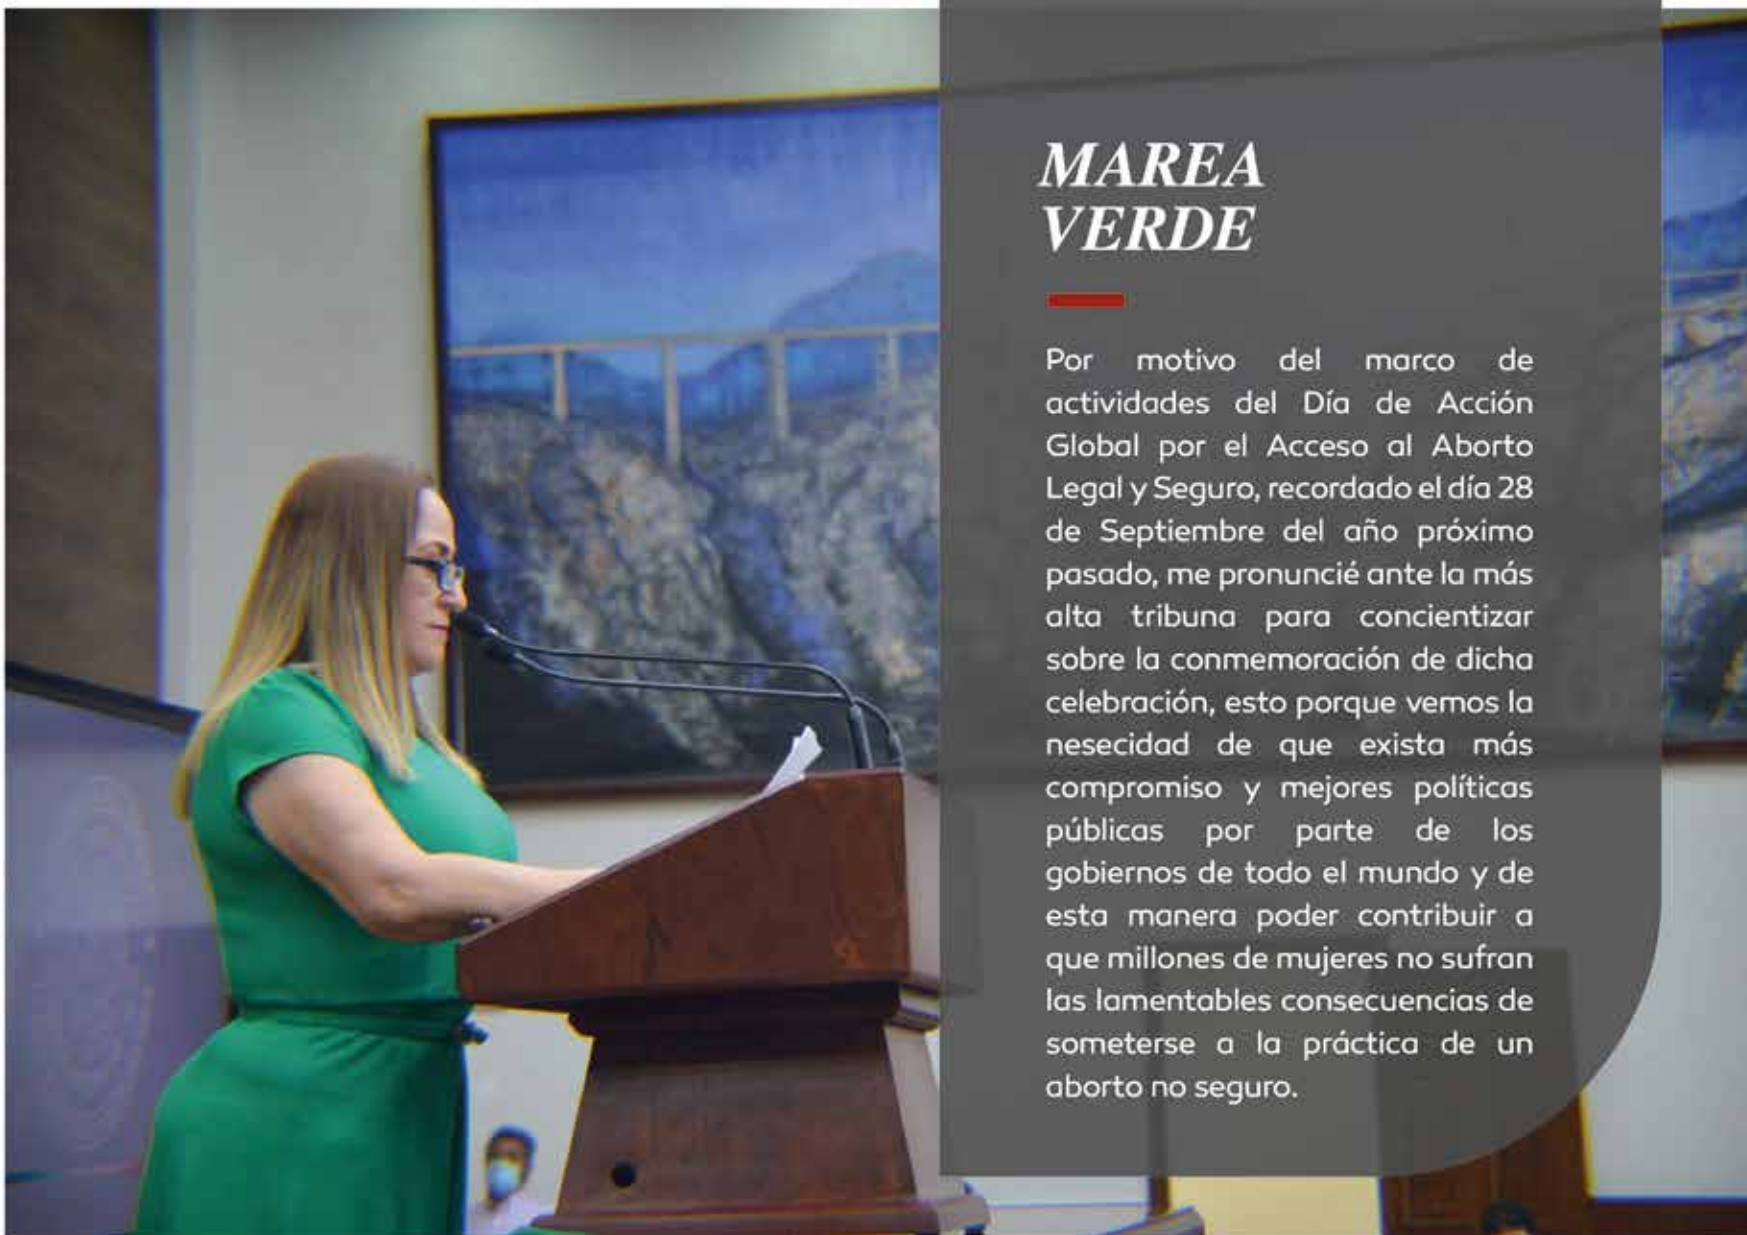 MAREA
VERDE
Por motivo del marco de
actividades del Día de Acción
Global por el Acceso al Aborto
Legal y Seguro, recordado el día 28
de Septiembre del año próximo
pasado, me pronuncié ante la más
alta tribuna para concientizar
sobre la conmemoración de dicha
celebración, esto porque vemos la
nesecidad de que exista más
compromiso y mejores políticas
públicas por parte de los
gobiernos de todo el mundo y de
esta manera poder contribuir a
que millones de mujeres no sufran
las lamentables consecuencias de
someterse a la práctica de un
aborto no seguro.